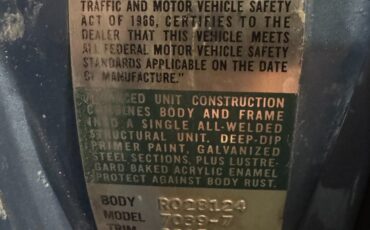 TRAFFIC AND MOTOR VEHICLE SAFETY
ACT OF 1966, CERTIFIES TO THE
DEALER THAT THIS VEHICLE MEETS
ALL FEDERAL MOTOR VEHICLE SAFETY
STANDARDS APPLICABLE ON THE DATE
OF MANUFACTURE."
ADVANCED UNIT CONSTRUCTION
COMBINES BODY AND FRAME
INTO A SINGLE ALL-WELDED
STRUCTURAL UNIT. DEEP-DIP
PRIMER PAINT, GALVANIZED
STEEL SECTIONS, PLUS LUSTRE-
GARD BAKED ACRYLIC ENAMEL
PROTECT AGAINST BODY RUST.
BODY RO28124
MODEL 7039-7
TRIM